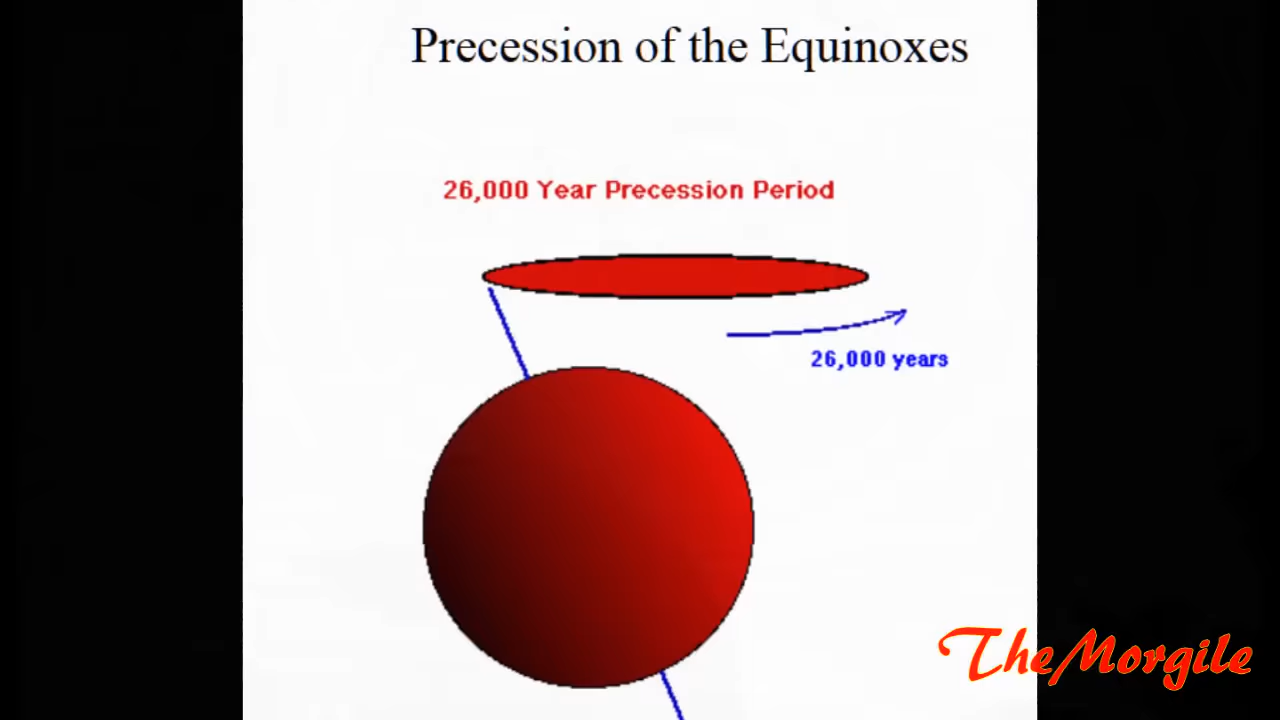 Precession of the Equinoxes
26,000 Year Precession Period
26,000 years
TheMorgile